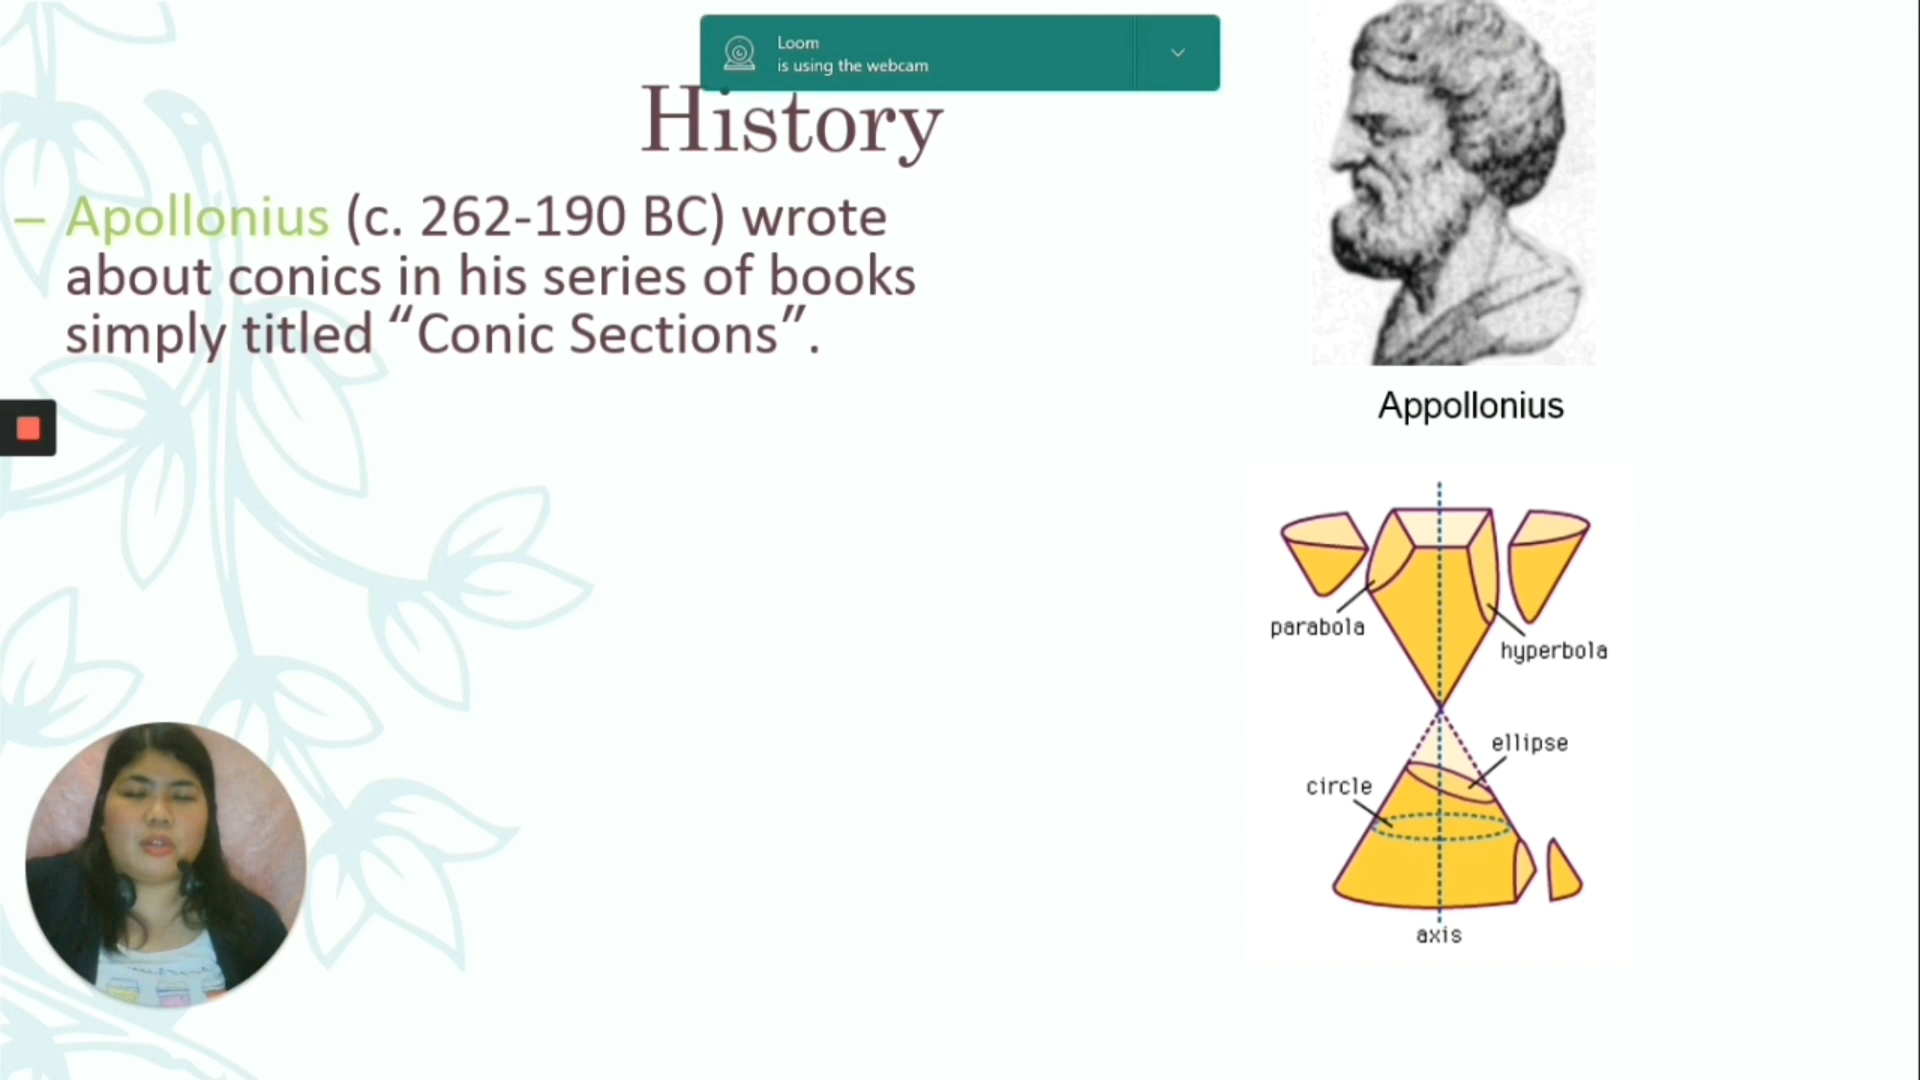 Loom
is using the webcam
History
– Apollonius (c. 262-190 BC) wrote
about conics in his series of books
simply titled “Conic Sections”.
Appollonius
parabola
hyperbola
ellipse
circle
axis